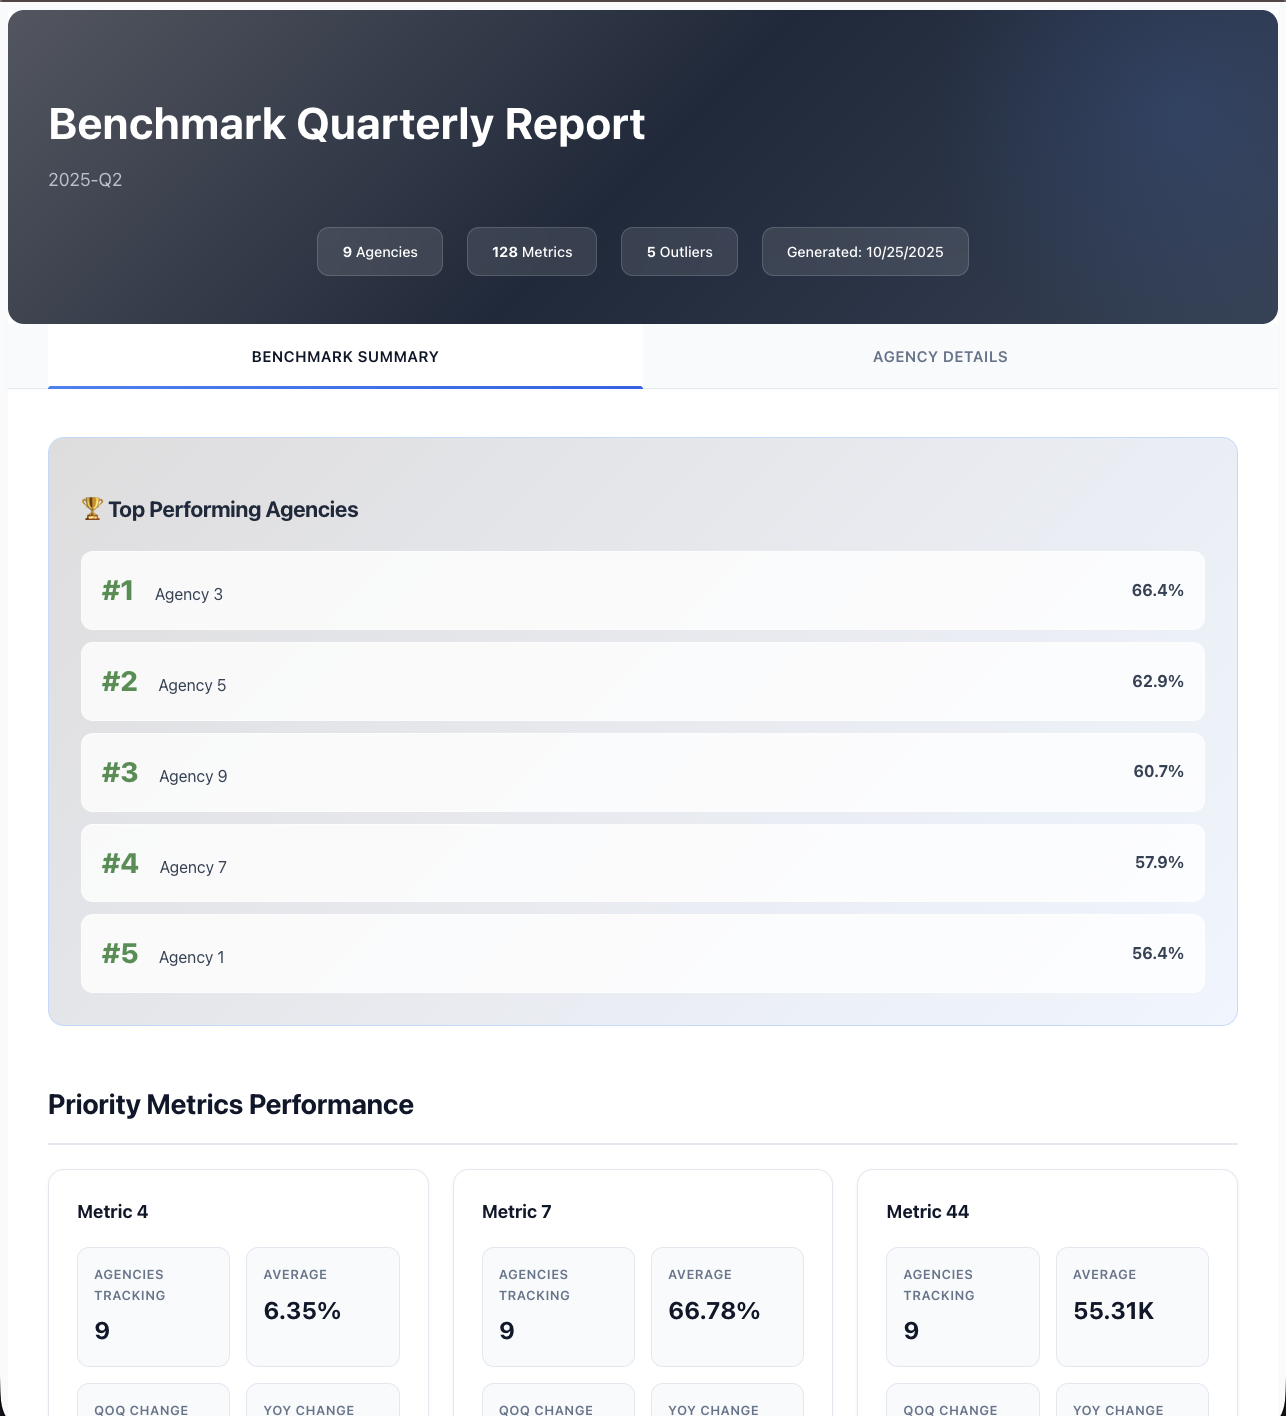 Benchmark Quarterly Report
2025-Q2
9 Agencies
128 Metrics
5 Outliers
Generated: 10/25/2025
BENCHMARK SUMMARY
AGENCY DETAILS
🏆 Top Performing Agencies
#1 Agency 3 66.4%
#2 Agency 5 62.9%
#3 Agency 9 60.7%
#4 Agency 7 57.9%
#5 Agency 1 56.4%
Priority Metrics Performance
Metric 4
AGENCIES
TRACKING
9
AVERAGE
6.35%
QOQ CHANGE
YOY CHANGE
Metric 7
AGENCIES
TRACKING
9
AVERAGE
66.78%
QOQ CHANGE
YOY CHANGE
Metric 44
AGENCIES
TRACKING
9
AVERAGE
55.31K
QOQ CHANGE
YOY CHANGE